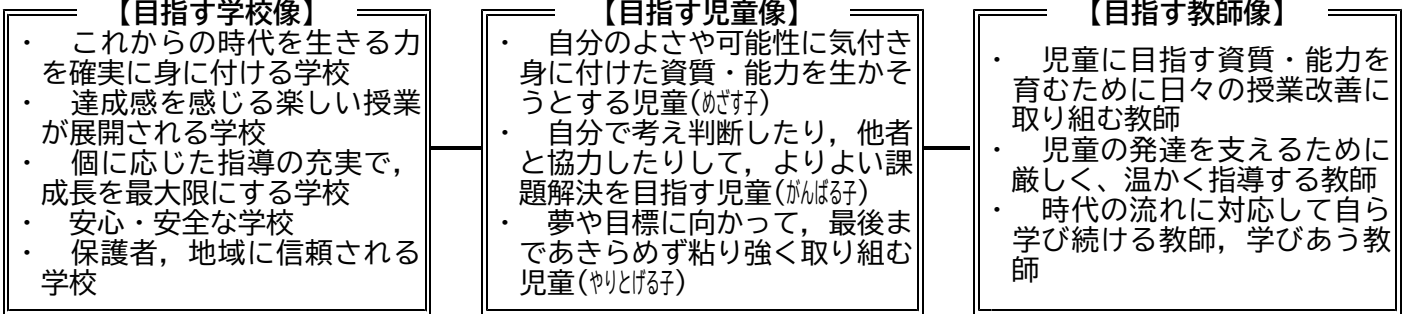 【目指す学校像】
・　これからの時代を生きる力
を確実に身に付ける学校
・　達成感を感じる楽しい授業
が展開される学校
・　個に応じた指導の充実で，
成長を最大限にする学校
・　安心・安全な学校
・　保護者，地域に信頼される
学校
【目指す児童像】
・　自分のよさや可能性に気付き
身に付けた資質・能力を生かそ
うとする児童(めざす子)
・　自分で考え判断したり，他者
と協力したりして，よりよい課
題解決を目指す児童(がんばる子)
・　夢や目標に向かって，最後ま
であきらめず粘り強く取り組む
児童(やりとげる子)
【目指す教師像】
・　児童に目指す資質・能力を
育むために日々の授業改善に
取り組む教師
・　児童の発達を支えるために
厳しく、温かく指導する教師
・　時代の流れに対応して自ら
学び続ける教師，学びあう教
師